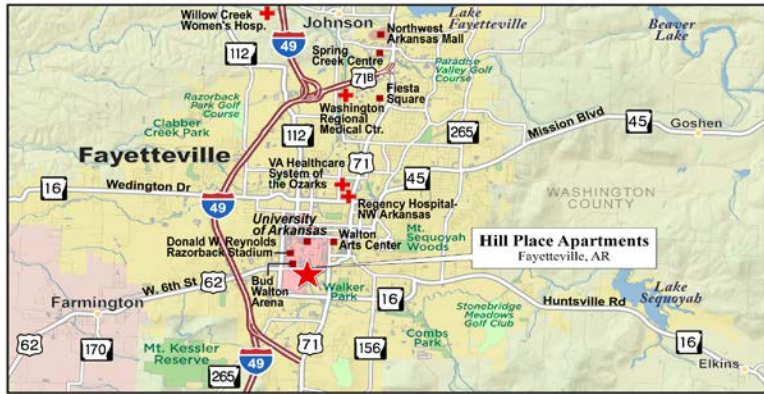 Willow Creek
Women's Hosp.
Johnson
Lake
Fayetteville
Northwest
Arkansas Mall
Beaver
Lake
49
112
Spring
Creek Centre
71B
Paradise
Valley Golf
Course
Fiesta
Square
Razorback
Park Golf
Course
Washington
Regional
Medical Ctr.
Clabber
Creek Park
112
265
Mission Blvd
45
Goshen
Fayetteville
VA Healthcare
System of
the Ozarks
71
45
16
Wedington Dr
49
Regency Hospital-
NW Arkansas
WASHINGTON
COUNTY
University
of Arkansas
Walton
Arts Center
Mt.
Sequoyah
Woods
Donald W. Reynolds
Razorback Stadium
Hill Place Apartments
Fayetteville, AR
W. 6th St
62
Bud
Walton
Arena
Walker
Park
16
Huntsville Rd
Lake
Sequoyah
Farmington
Stonebridge
Meadows
Golf Club
62
170
Mt. Kessler
Reserve
265
49
71
156
Combs
Park
16
Elkins